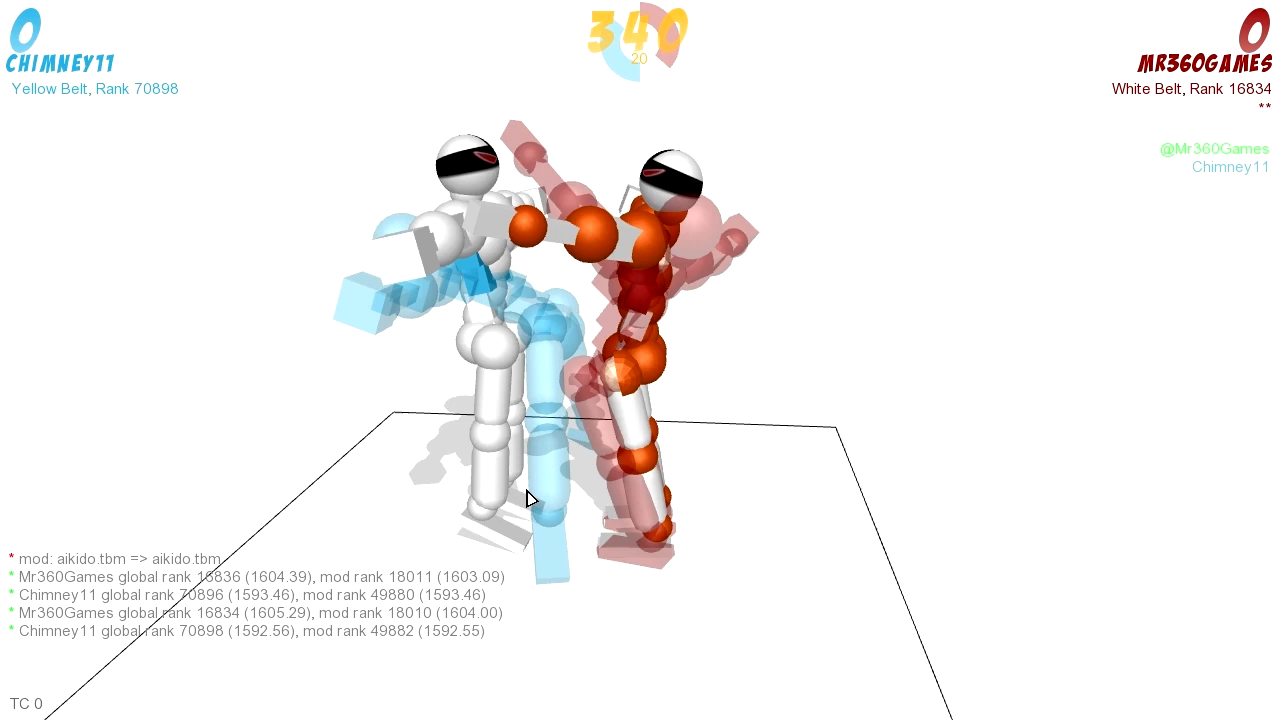 0
340
0
CHIMNEY11
20
MR360GAMES
Yellow Belt, Rank 70898
White Belt, Rank 16834
**
@Mr360Games
Chimney11
* mod: aikido.tbm => aikido.tbm
* Mr360Games global rank 16836 (1604.39), mod rank 18011 (1603.09)
* Chimney11 global rank 70896 (1593.46), mod rank 49880 (1593.46)
* Mr360Games global rank 16834 (1605.29), mod rank 18010 (1604.00)
* Chimney11 global rank 70898 (1592.56), mod rank 49882 (1592.55)
TC 0